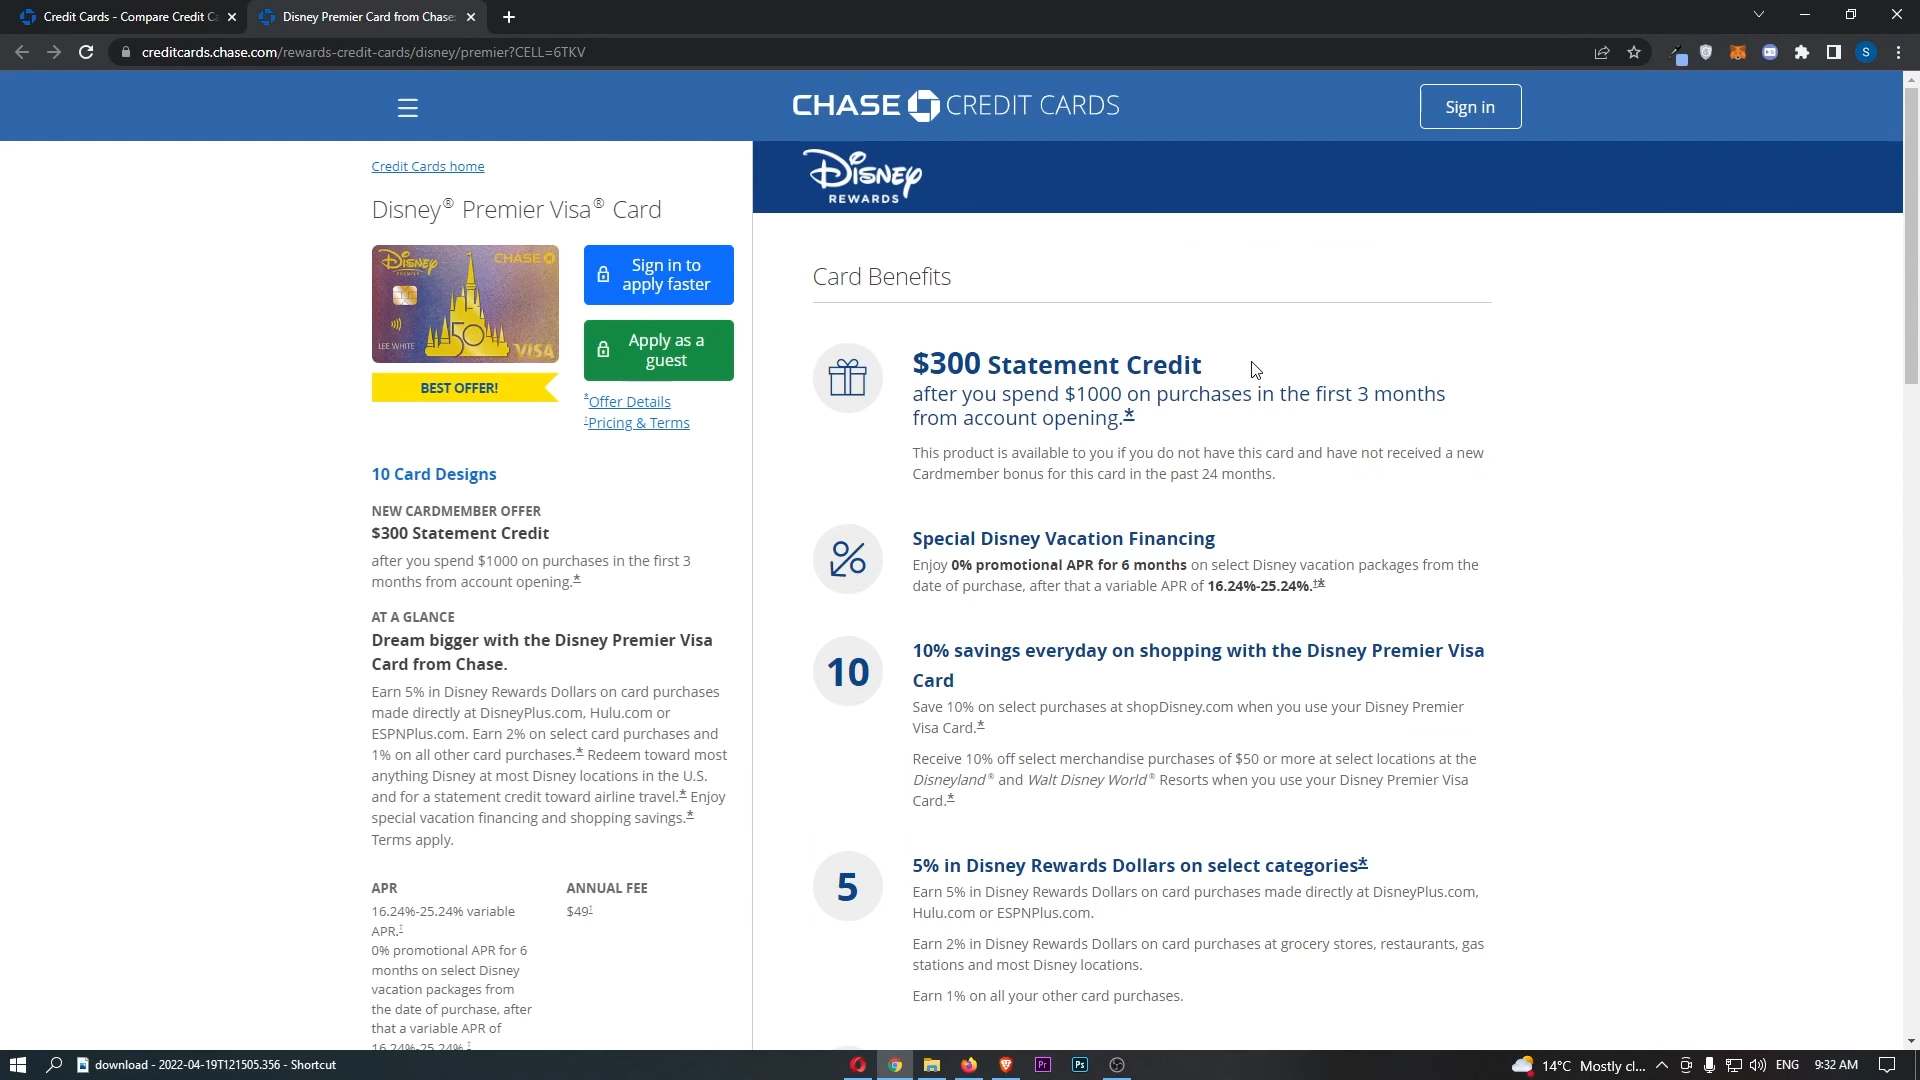 Credit Cards - Compare Credit Ca
Disney Premier Card from Chase:
creditcards.chase.com/rewards-credit-cards/disney/premier?CELL=6TKV
S
CHASE CREDIT CARDS
Sign in
Credit Cards home
Disney® Premier Visa® Card
Disney
PREMIER
CHASE
50
LEE WHITE
VISA
BEST OFFER!
Sign in to
apply faster
Apply as a
guest
*Offer Details
‡Pricing & Terms
10 Card Designs
NEW CARDMEMBER OFFER
$300 Statement Credit
after you spend $1000 on purchases in the first 3
months from account opening.*
AT A GLANCE
Dream bigger with the Disney Premier Visa
Card from Chase.
Earn 5% in Disney Rewards Dollars on card purchases
made directly at DisneyPlus.com, Hulu.com or
ESPNPlus.com. Earn 2% on select card purchases and
1% on all other card purchases.* Redeem toward most
anything Disney at most Disney locations in the U.S.
and for a statement credit toward airline travel.* Enjoy
special vacation financing and shopping savings.*
Terms apply.
APR
16.24%-25.24% variable
APR.‡
0% promotional APR for 6
months on select Disney
vacation packages from
the date of purchase, after
that a variable APR of
16.24%-25.24%.‡
ANNUAL FEE
$49‡
Disney
REWARDS
Card Benefits
$300 Statement Credit
after you spend $1000 on purchases in the first 3 months
from account opening.*
This product is available to you if you do not have this card and have not received a new
Cardmember bonus for this card in the past 24 months.
Special Disney Vacation Financing
Enjoy 0% promotional APR for 6 months on select Disney vacation packages from the
date of purchase, after that a variable APR of 16.24%-25.24%.‡*
10
10% savings everyday on shopping with the Disney Premier Visa
Card
Save 10% on select purchases at shopDisney.com when you use your Disney Premier
Visa Card.*
Receive 10% off select merchandise purchases of $50 or more at select locations at the
Disneyland® and Walt Disney World® Resorts when you use your Disney Premier Visa
Card.*
5
5% in Disney Rewards Dollars on select categories*
Earn 5% in Disney Rewards Dollars on card purchases made directly at DisneyPlus.com,
Hulu.com or ESPNPlus.com.
Earn 2% in Disney Rewards Dollars on card purchases at grocery stores, restaurants, gas
stations and most Disney locations.
Earn 1% on all your other card purchases.
download - 2022-04-19T121505.356 - Shortcut
Pr
Ps
14°C Mostly cl...
ENG
9:32 AM